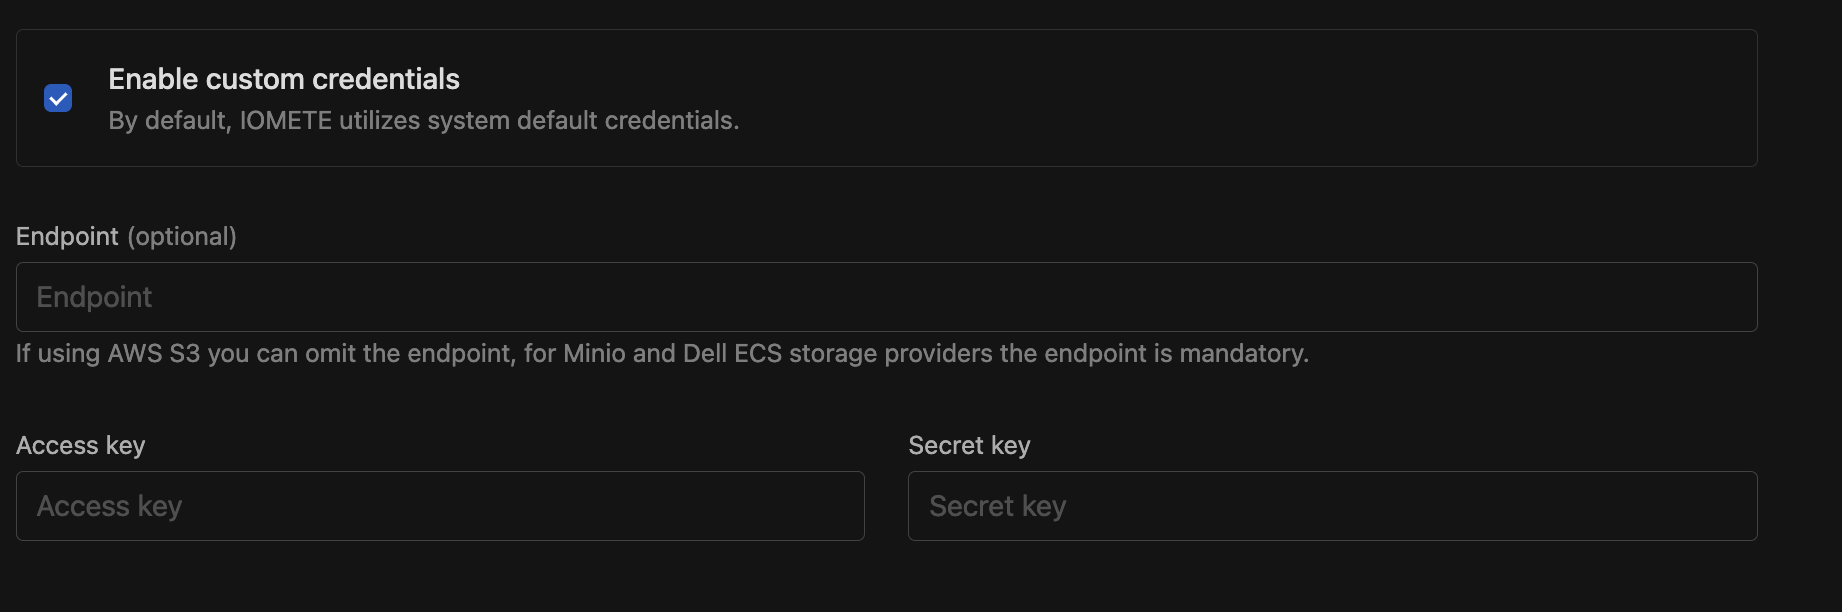 Enable custom credentials
By default, IOMETE utilizes system default credentials.
Endpoint (optional)
Endpoint
If using AWS S3 you can omit the endpoint, for Minio and Dell ECS storage providers the endpoint is mandatory.
Access key
Secret key
Access key
Secret key